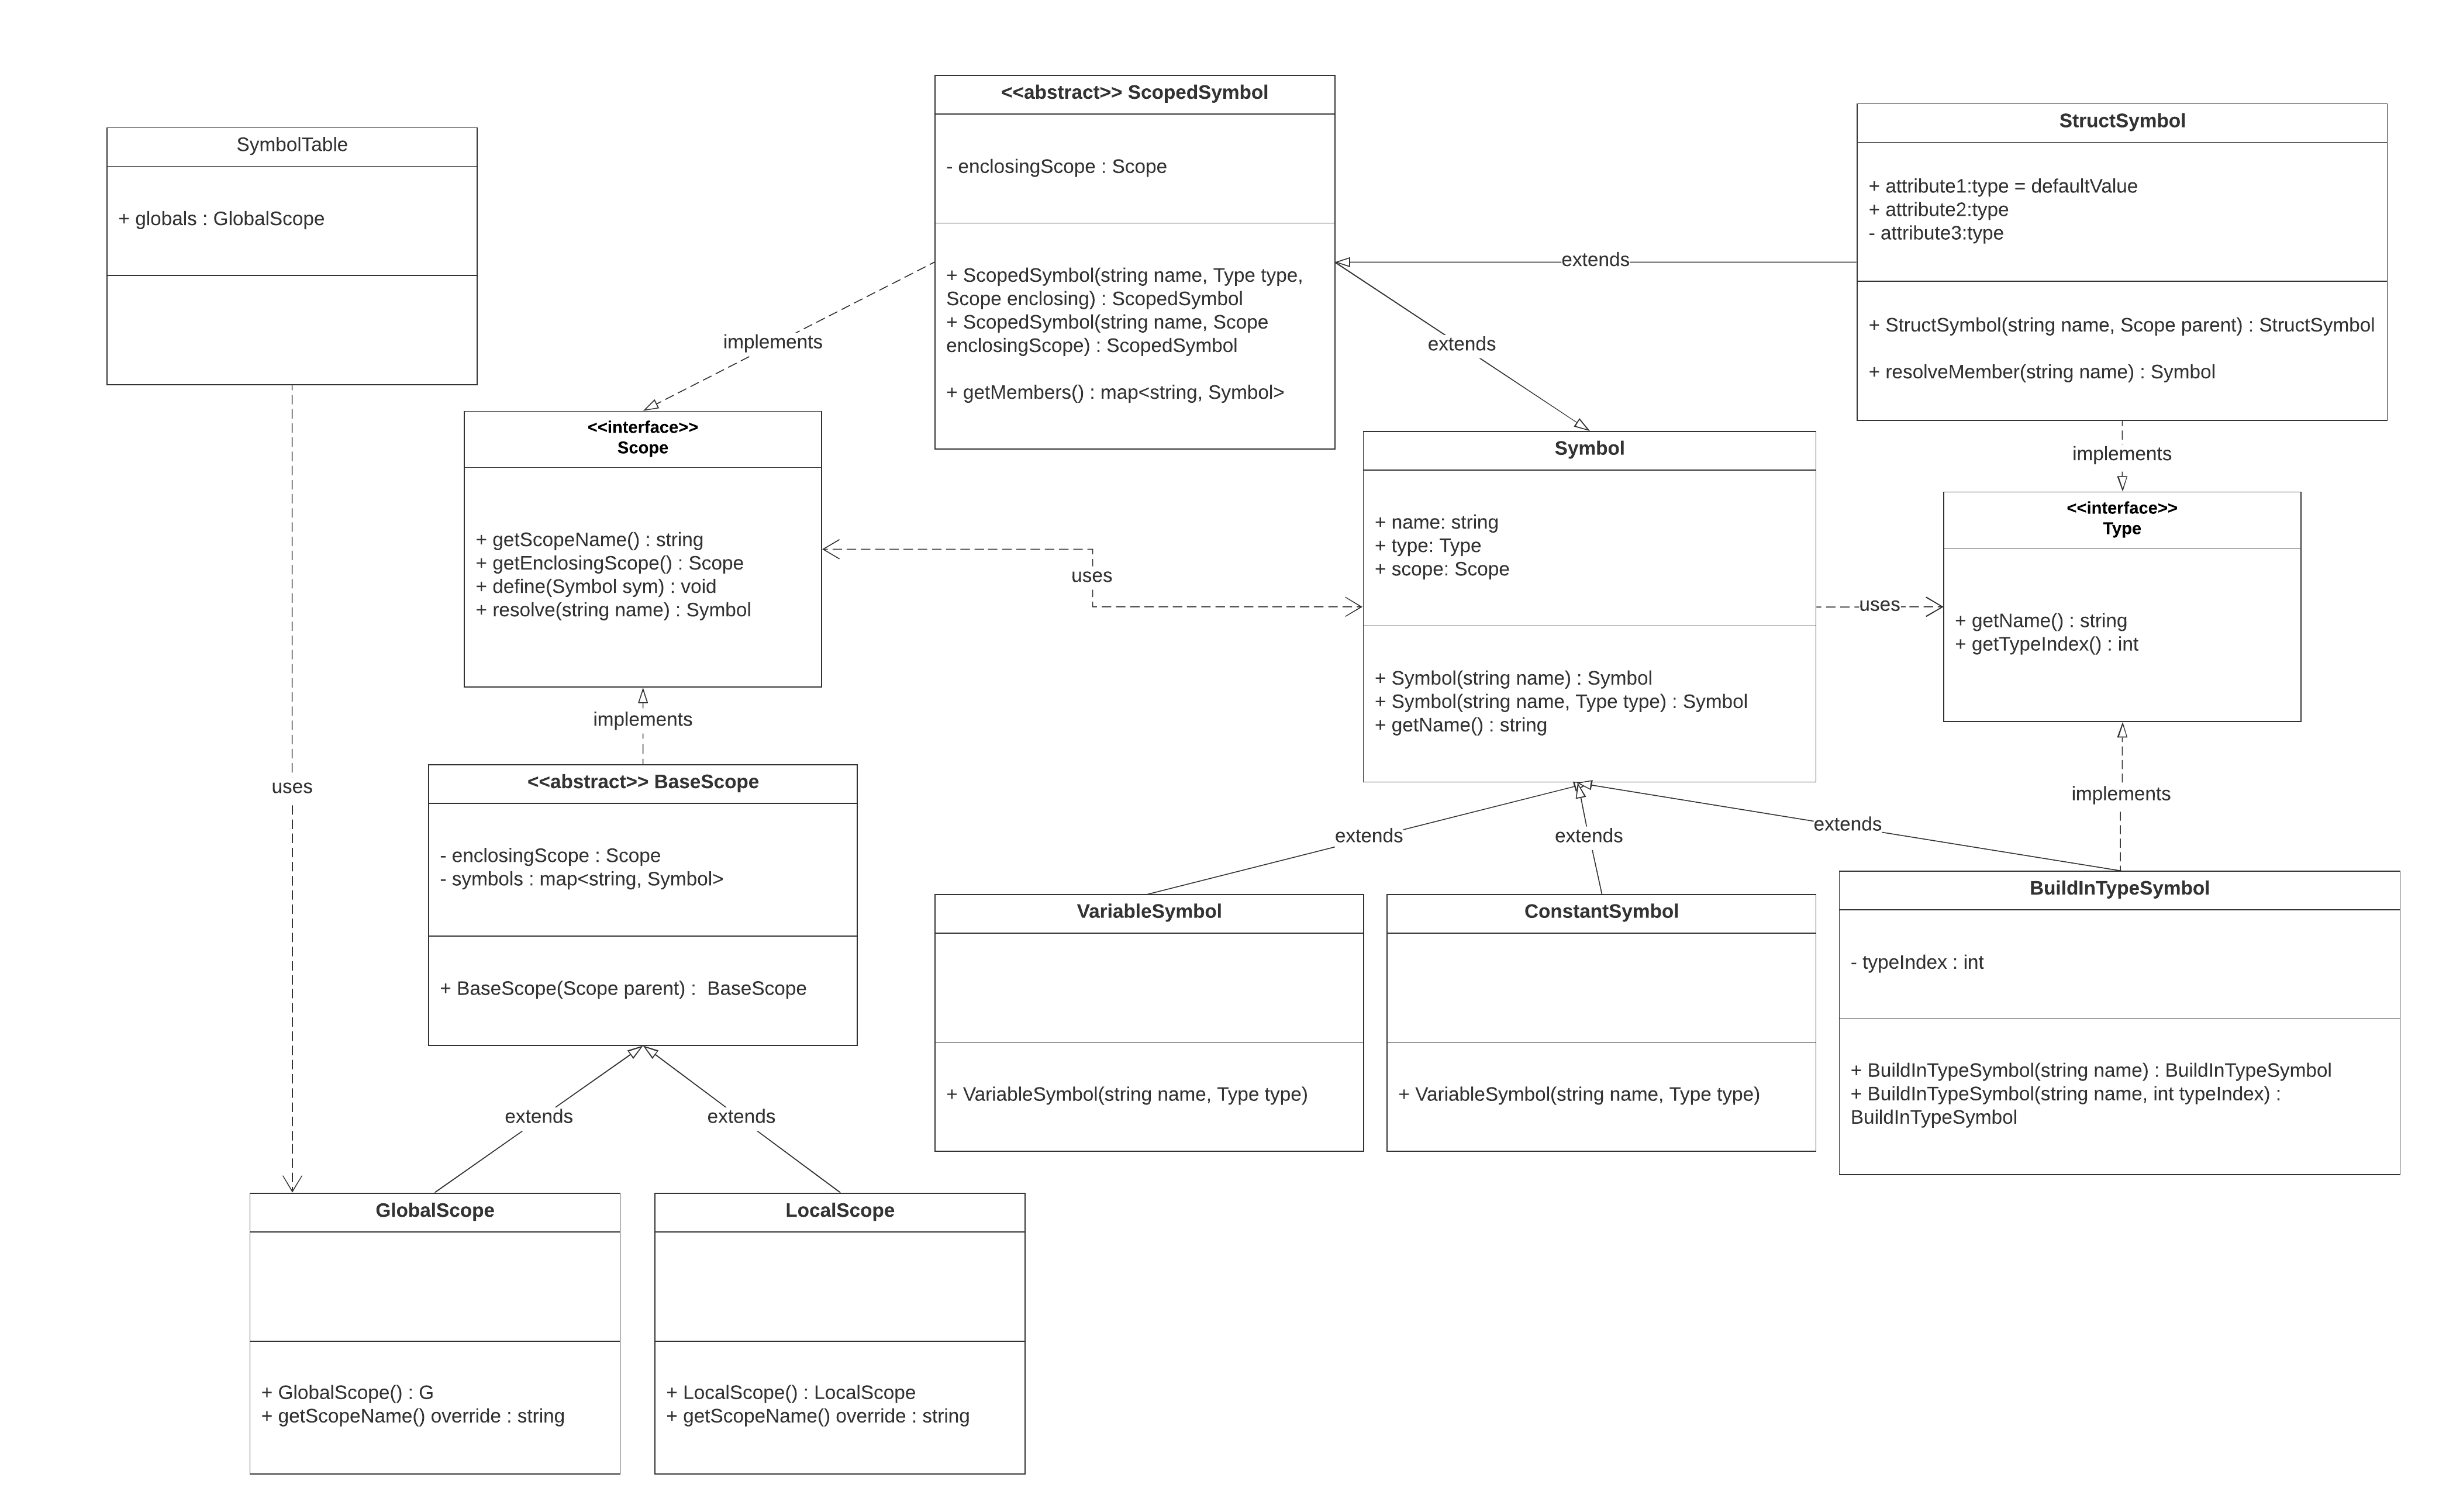 <<abstract>> ScopedSymbol
- enclosingScope : Scope
+ ScopedSymbol(string name, Type type,
Scope enclosing) : ScopedSymbol
+ ScopedSymbol(string name, Scope
enclosingScope) : ScopedSymbol
+ getMembers() : map<string, Symbol>
StructSymbol
+ attribute1:type = defaultValue
+ attribute2:type
- attribute3:type
+ StructSymbol(string name, Scope parent) : StructSymbol
+ resolveMember(string name) : Symbol
SymbolTable
+ globals : GlobalScope
extends
implements
extends
<<interface>>
Scope
+ getScopeName() : string
+ getEnclosingScope() : Scope
+ define(Symbol sym) : void
+ resolve(string name) : Symbol
uses
Symbol
+ name: string
+ type: Type
+ scope: Scope
+ Symbol(string name) : Symbol
+ Symbol(string name, Type type) : Symbol
+ getName() : string
uses
implements
<<interface>>
Type
+ getName() : string
+ getTypeIndex() : int
implements
uses
implements
<<abstract>> BaseScope
- enclosingScope : Scope
- symbols : map<string, Symbol>
+ BaseScope(Scope parent) :  BaseScope
extends
extends
extends
VariableSymbol
+ VariableSymbol(string name, Type type)
ConstantSymbol
+ VariableSymbol(string name, Type type)
BuildInTypeSymbol
- typeIndex : int
+ BuildInTypeSymbol(string name) : BuildInTypeSymbol
+ BuildInTypeSymbol(string name, int typeIndex) :
BuildInTypeSymbol
extends
extends
GlobalScope
+ GlobalScope() : G
+ getScopeName() override : string
LocalScope
+ LocalScope() : LocalScope
+ getScopeName() override : string